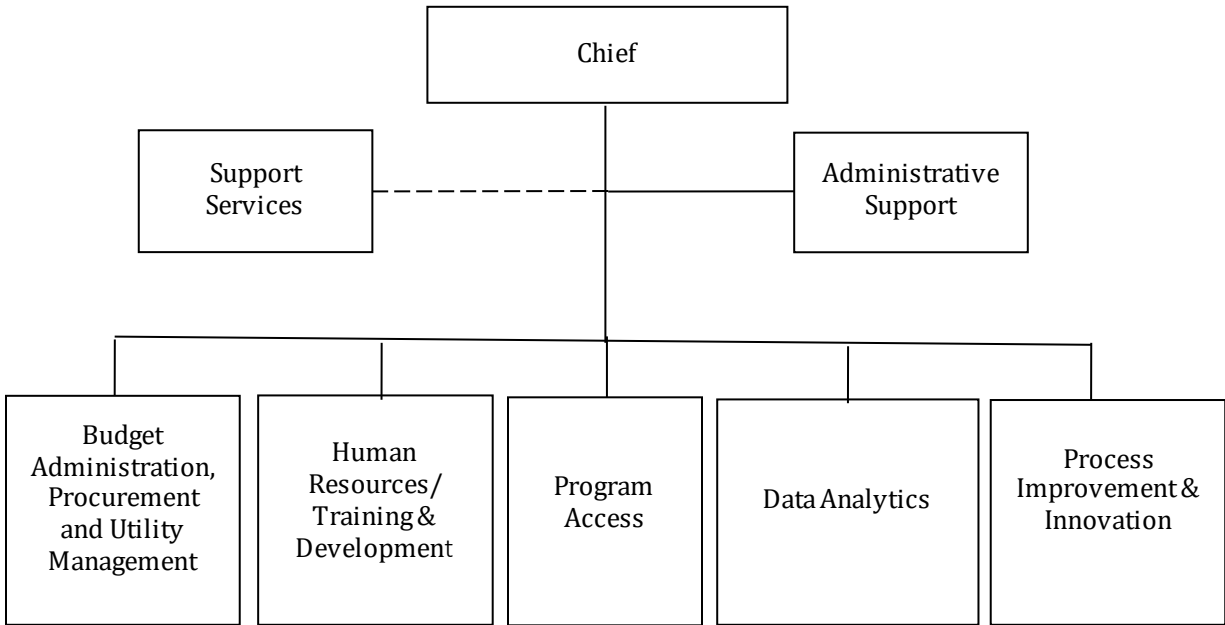 Chief
Support
Services
Administrative
Support
Budget
Administration,
Procurement
and Utility
Management
Human
Resources/
Training &
Development
Program
Access
Data Analytics
Process
Improvement &
Innovation